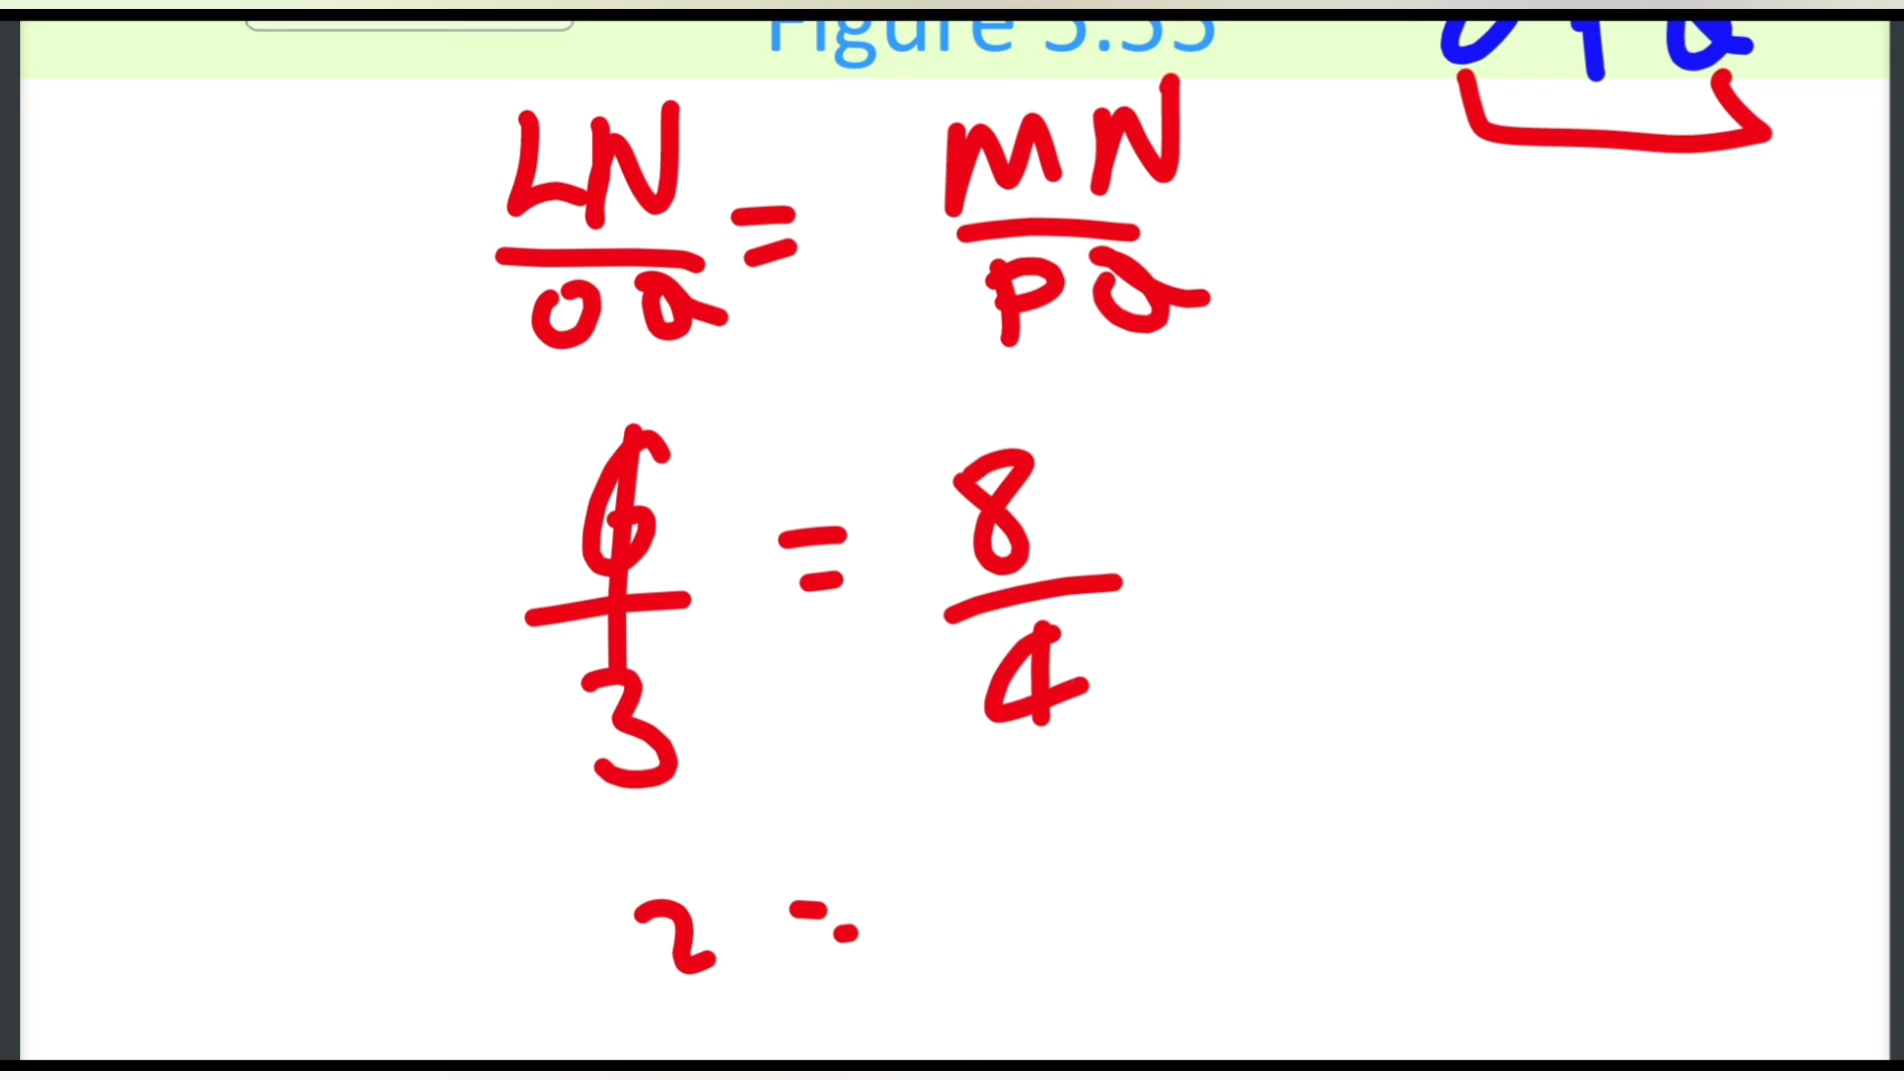 Figure 5.35
O P Q
LN = MN
OQ PQ
6 = 8
3 4
2 =